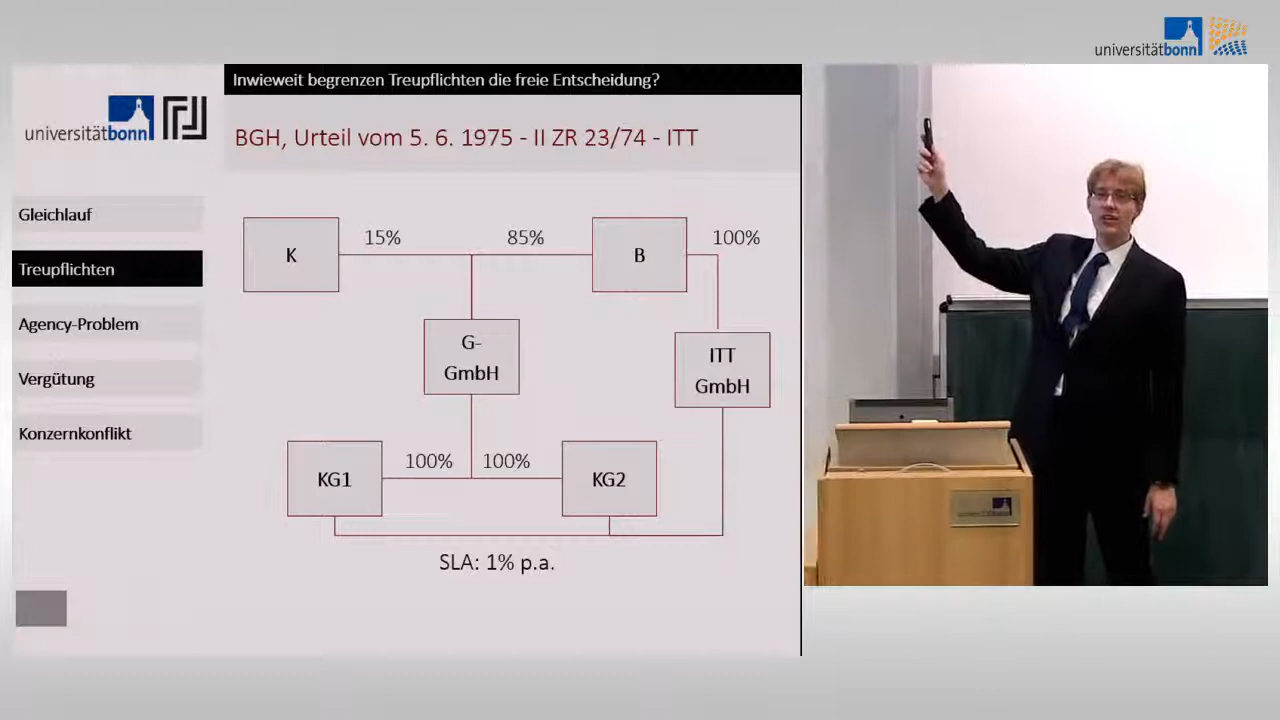 universitätbonn
Inwieweit begrenzen Treupflichten die freie Entscheidung?
universitätbonn
BGH, Urteil vom 5. 6. 1975 - II ZR 23/74 - ITT
Gleichlauf
Treupflichten
Agency-Problem
Vergütung
Konzernkonflikt
K
15%
85%
B
100%
G-
GmbH
ITT
GmbH
KG1
100%
100%
KG2
SLA: 1% p.a.
universitätbonn